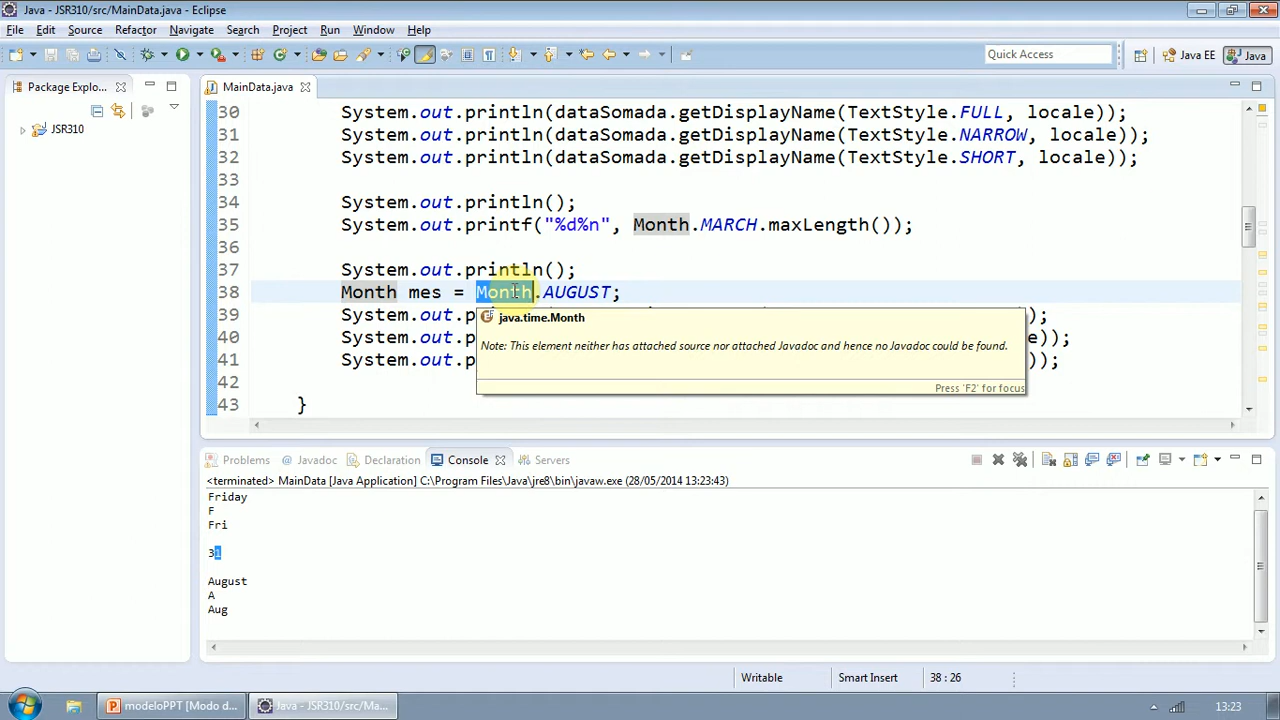 Java - JSR310/src/MainData.java - Eclipse
File Edit Source Refactor Navigate Search Project Run Window Help
Quick Access
Java EE
Java
Package Explo...
MainData.java
JSR310
30 System.out.println(dataSomada.getDisplayName(TextStyle.FULL, locale));
31 System.out.println(dataSomada.getDisplayName(TextStyle.NARROW, locale));
32 System.out.println(dataSomada.getDisplayName(TextStyle.SHORT, locale));
33
34 System.out.println();
35 System.out.printf("%d%n", Month.MARCH.maxLength());
36
37 System.out.println();
38 Month mes = Month.AUGUST;
39 System.out.p );
40 System.out.p e));
41 System.out.p ));
42
43 }
java.time.Month
Note: This element neither has attached source nor attached Javadoc and hence no Javadoc could be found.
Press 'F2' for focus
Problems Javadoc Declaration Console Servers
<terminated> MainData [Java Application] C:\Program Files\Java\jre8\bin\javaw.exe (28/05/2014 13:23:43)
Friday
F
Fri
31
August
A
Aug
Writable
Smart Insert
38 : 26
modeloPPT [Modo d...
Java - JSR310/src/Ma...
13:23